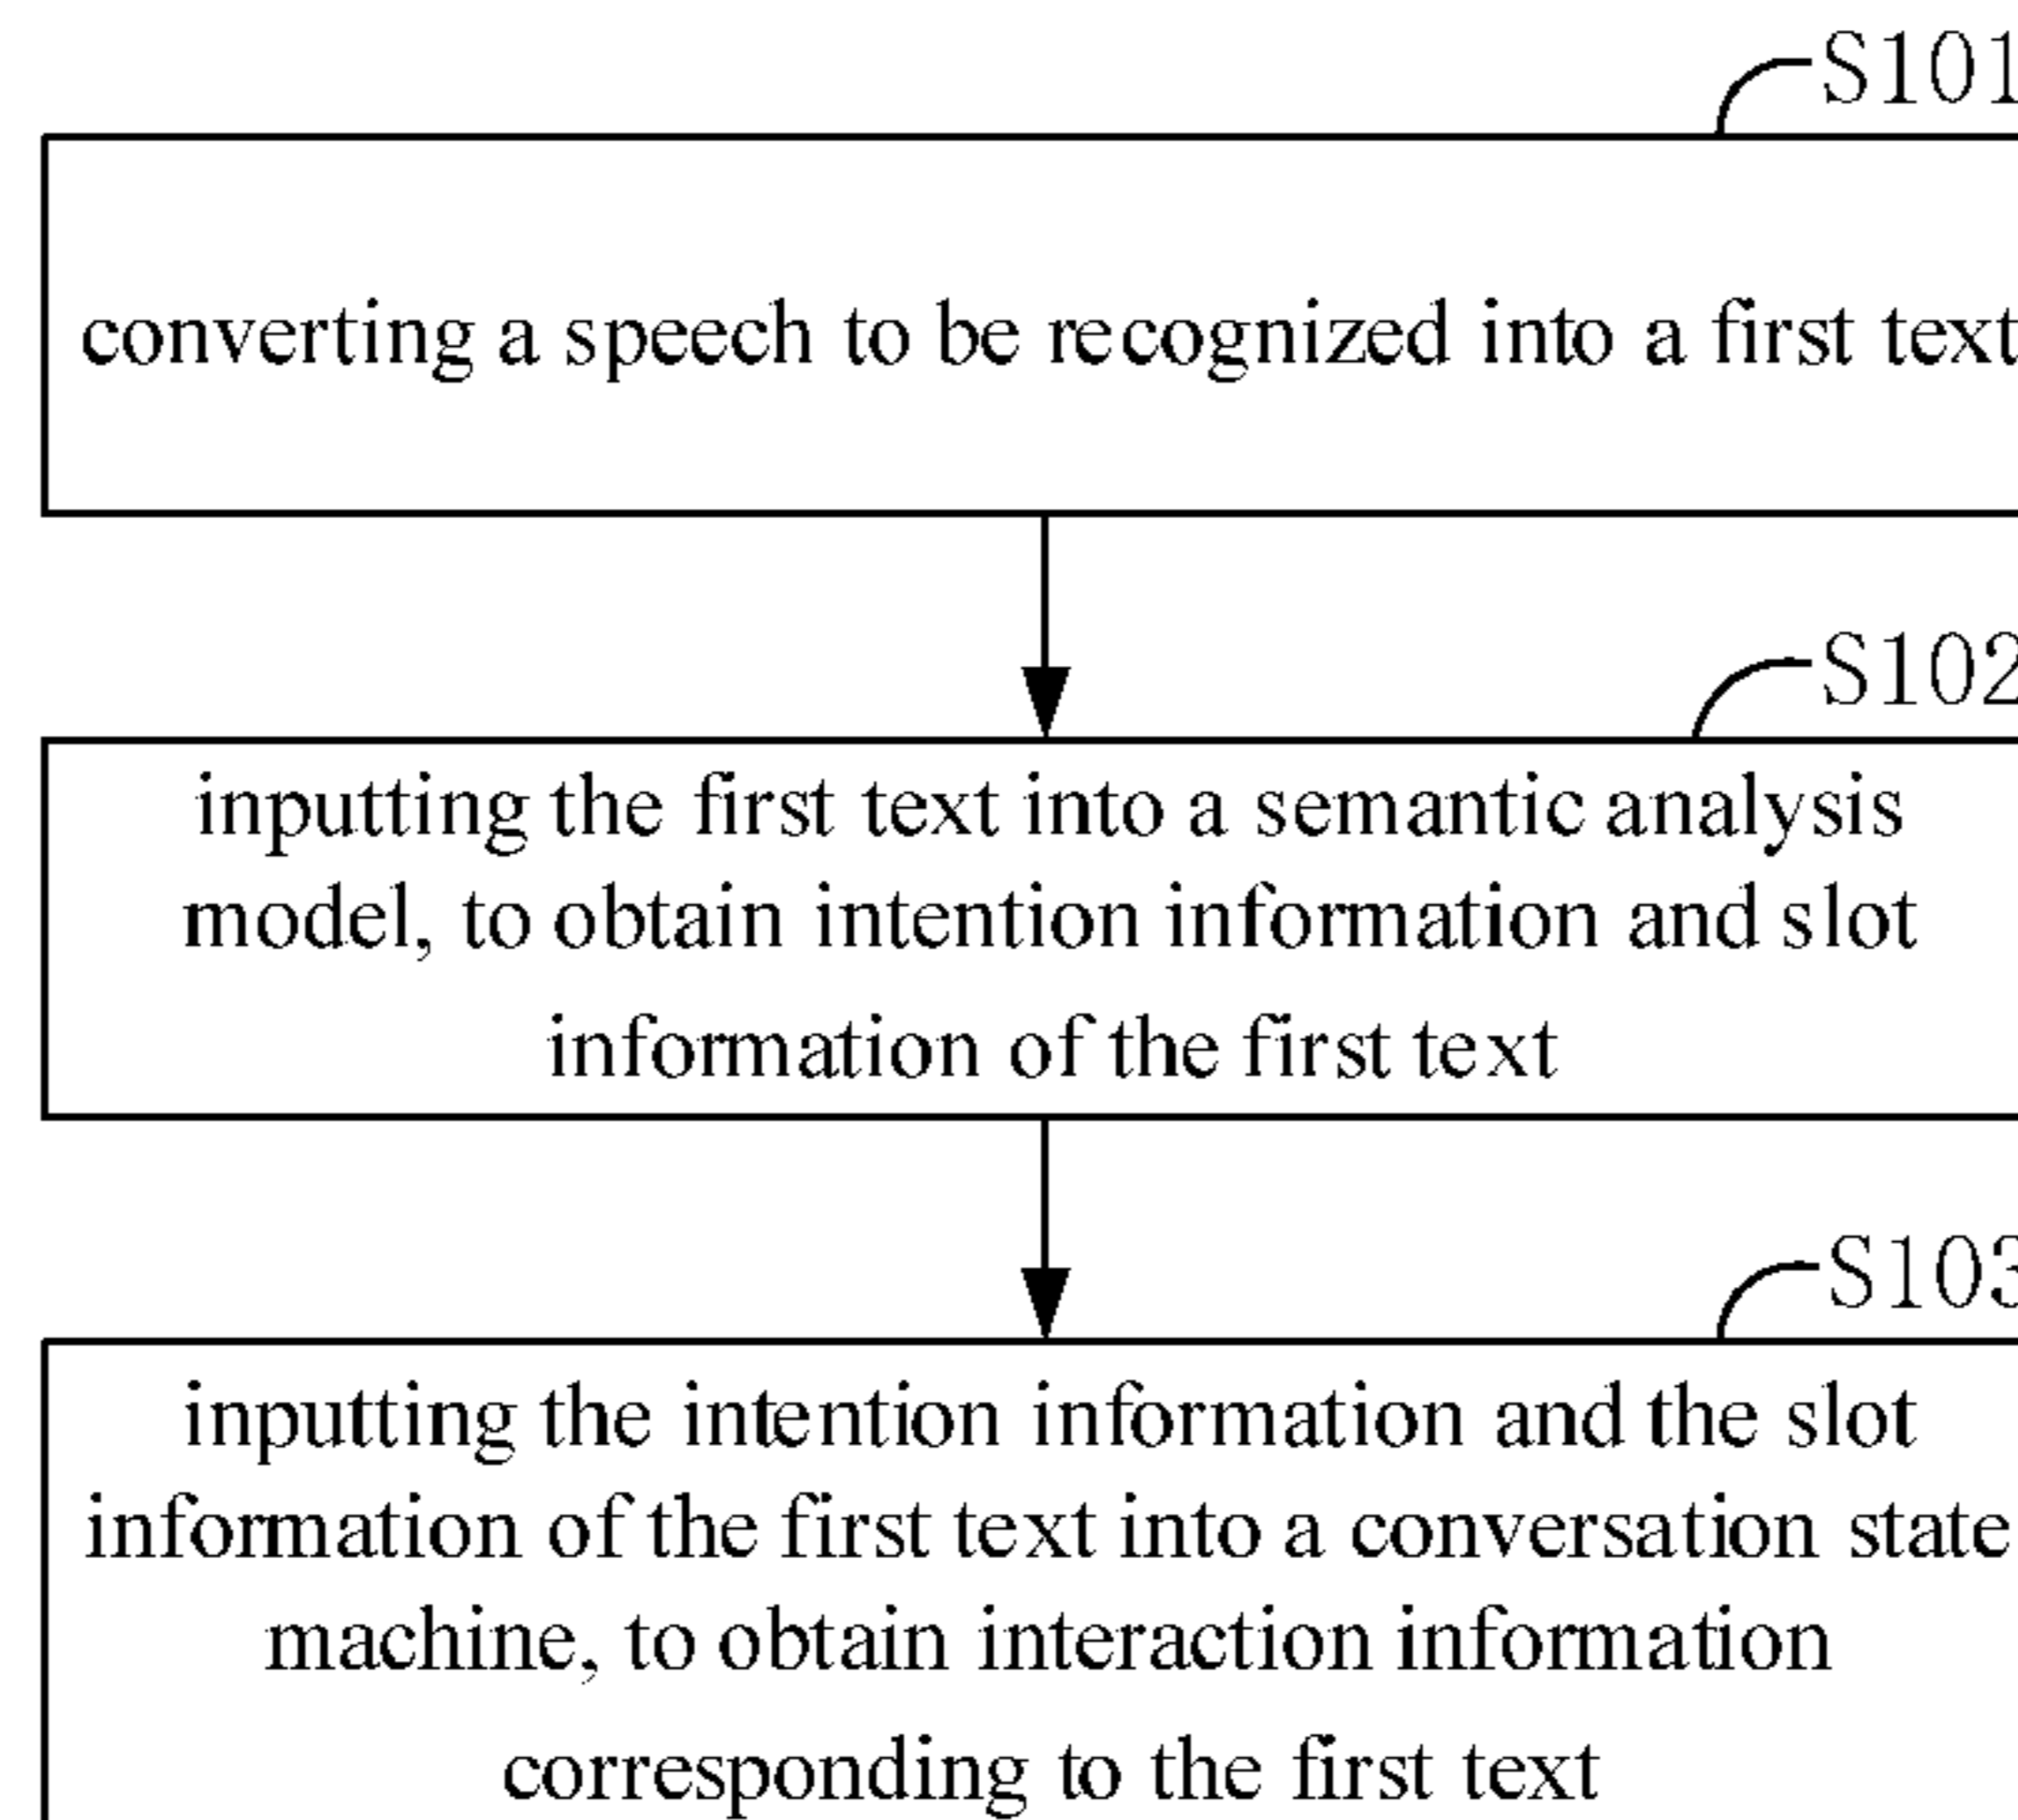 S101
converting a speech to be recognized into a first text
S102
inputting the first text into a semantic analysis
model, to obtain intention information and slot
information of the first text
S103
inputting the intention information and the slot
information of the first text into a conversation state
machine, to obtain interaction information
corresponding to the first text